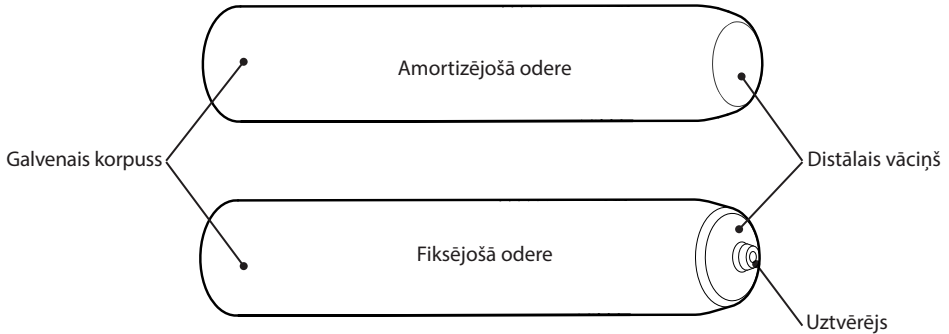 Amortizējošā odere
Galvenais korpuss
Distālais vāciņš
Fiksējošā odere
Uztvērējs